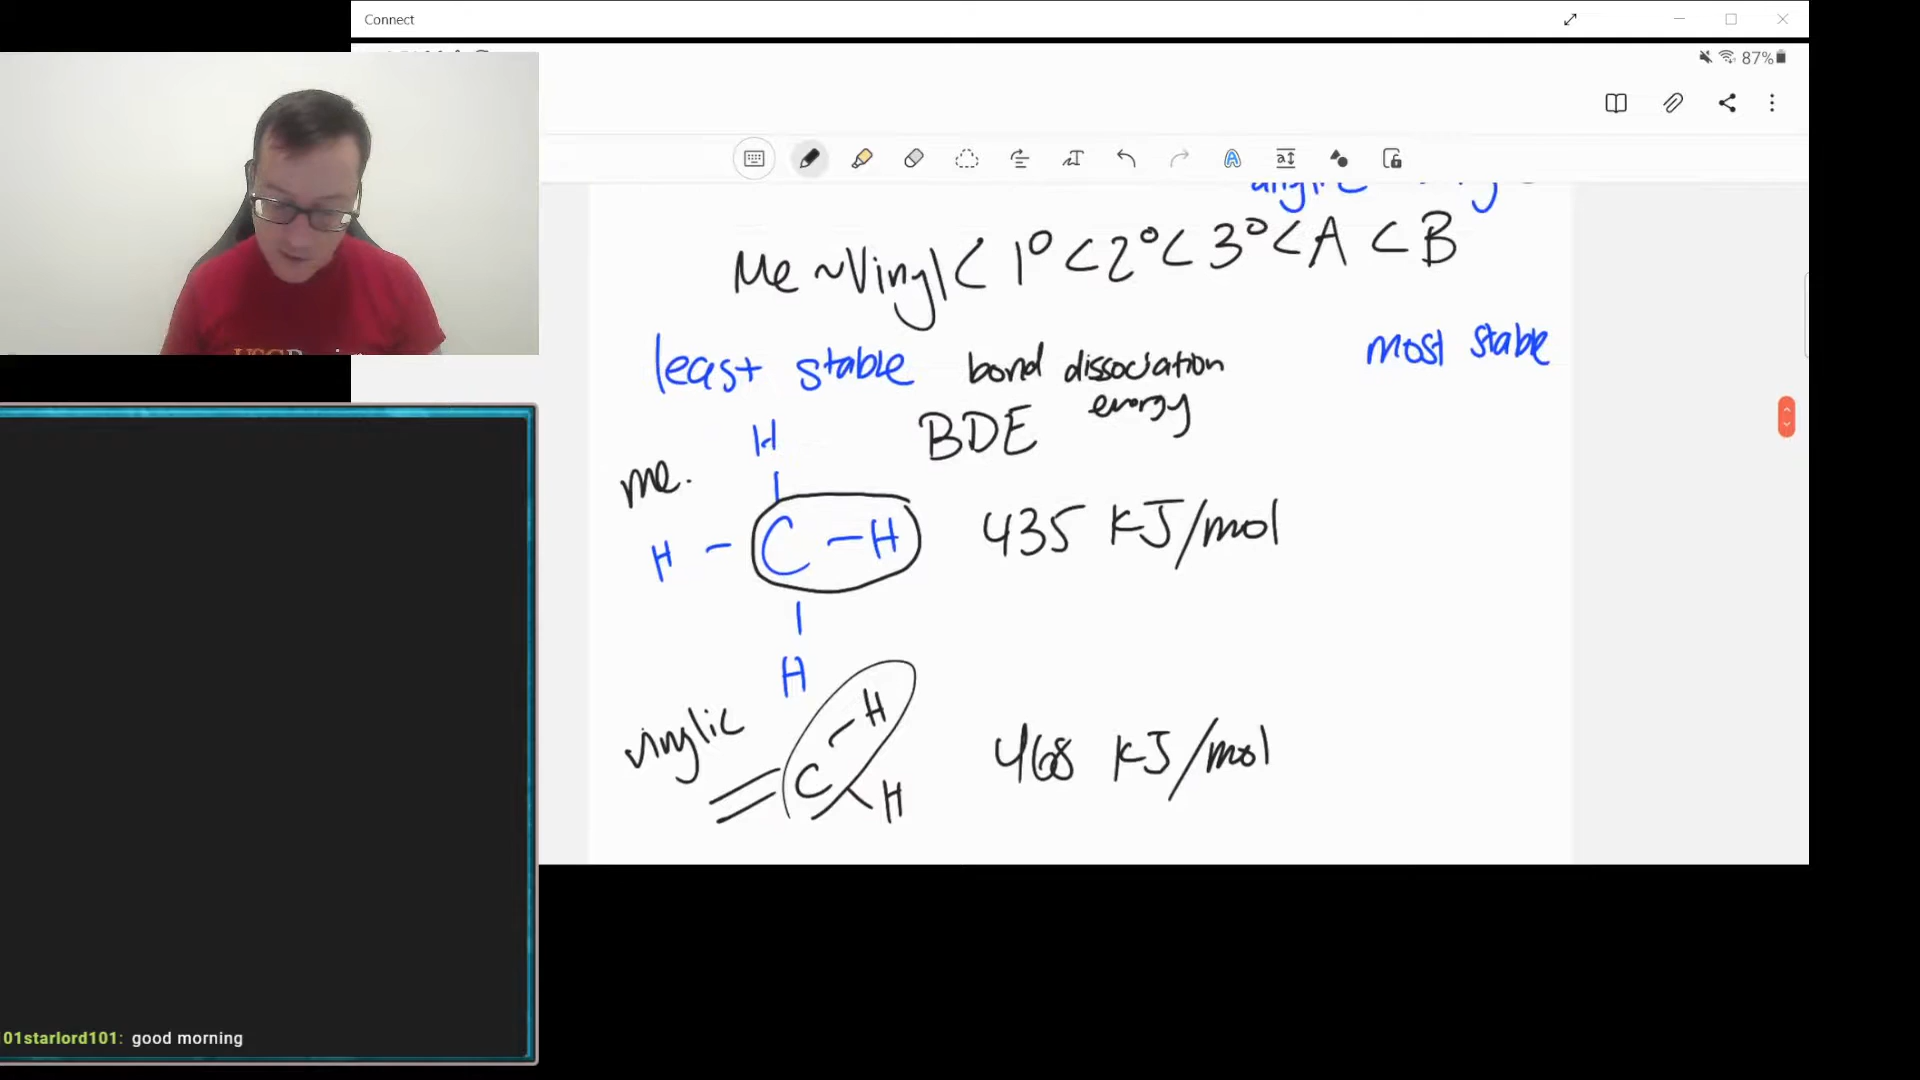 Connect
87%
Me ~ Vinyl < 1° < 2° < 3° < A < B
least stable
bond dissociation
energy
most stable
BDE
H
me.
H - C - H
435 KJ/mol
H
vinylic
C - H
H
468 KJ/mol
01starlord101: good morning